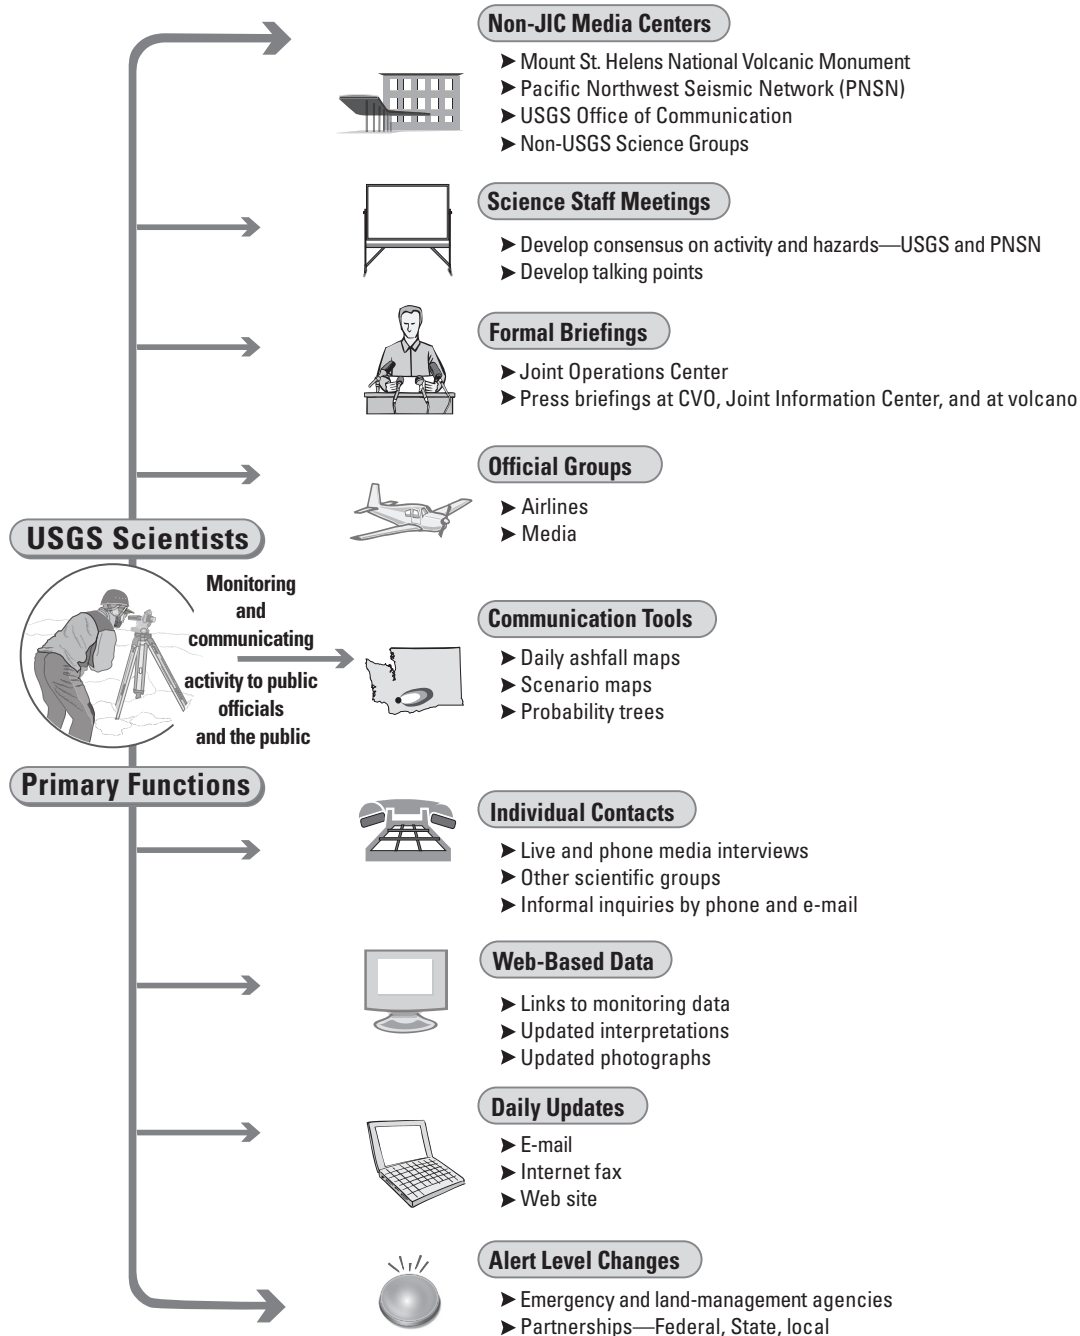 Non-JIC Media Centers
➤ Mount St. Helens National Volcanic Monument
➤ Pacific Northwest Seismic Network (PNSN)
➤ USGS Office of Communication
➤ Non-USGS Science Groups
Science Staff Meetings
➤ Develop consensus on activity and hazards—USGS and PNSN
➤ Develop talking points
Formal Briefings
➤ Joint Operations Center
➤ Press briefings at CVO, Joint Information Center, and at volcano
Official Groups
➤ Airlines
➤ Media
USGS Scientists
Monitoring
and
communicating
activity to public
officials
and the public
Primary Functions
Communication Tools
➤ Daily ashfall maps
➤ Scenario maps
➤ Probability trees
Individual Contacts
➤ Live and phone media interviews
➤ Other scientific groups
➤ Informal inquiries by phone and e-mail
Web-Based Data
➤ Links to monitoring data
➤ Updated interpretations
➤ Updated photographs
Daily Updates
➤ E-mail
➤ Internet fax
➤ Web site
Alert Level Changes
➤ Emergency and land-management agencies
➤ Partnerships—Federal, State, local